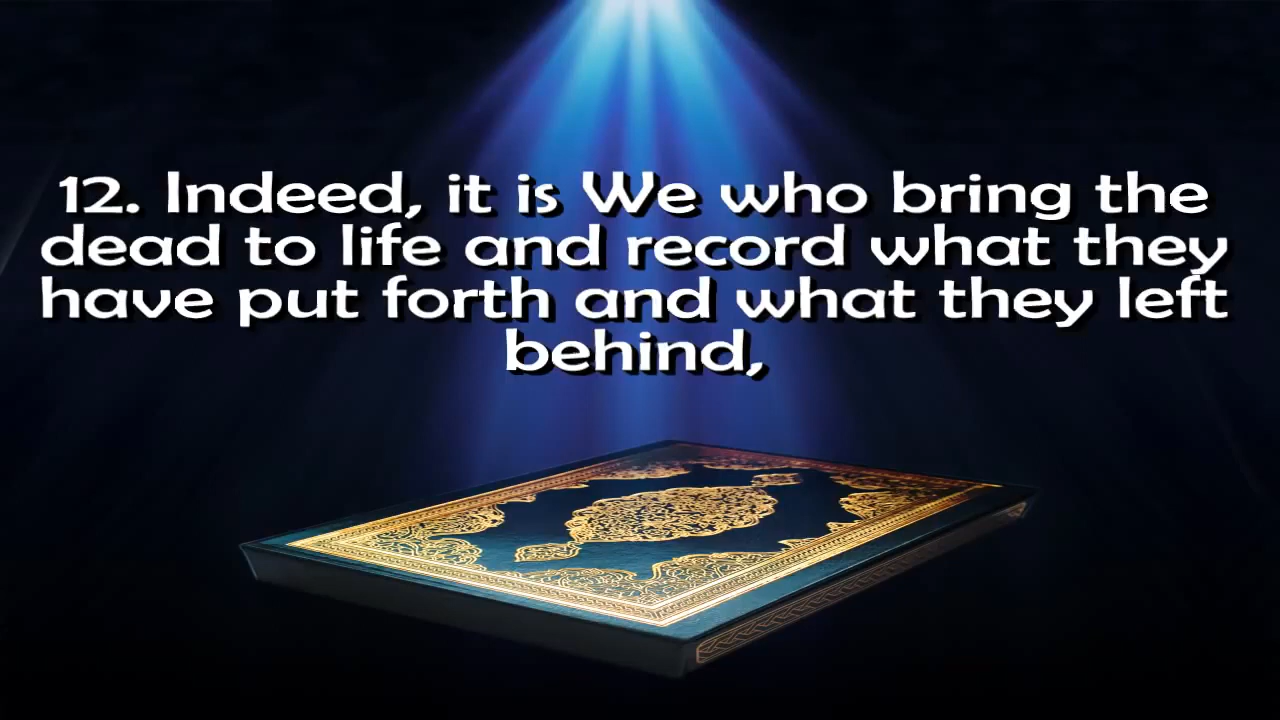 12. Indeed, it is We who bring the
dead to life and record what they
have put forth and what they left
behind,